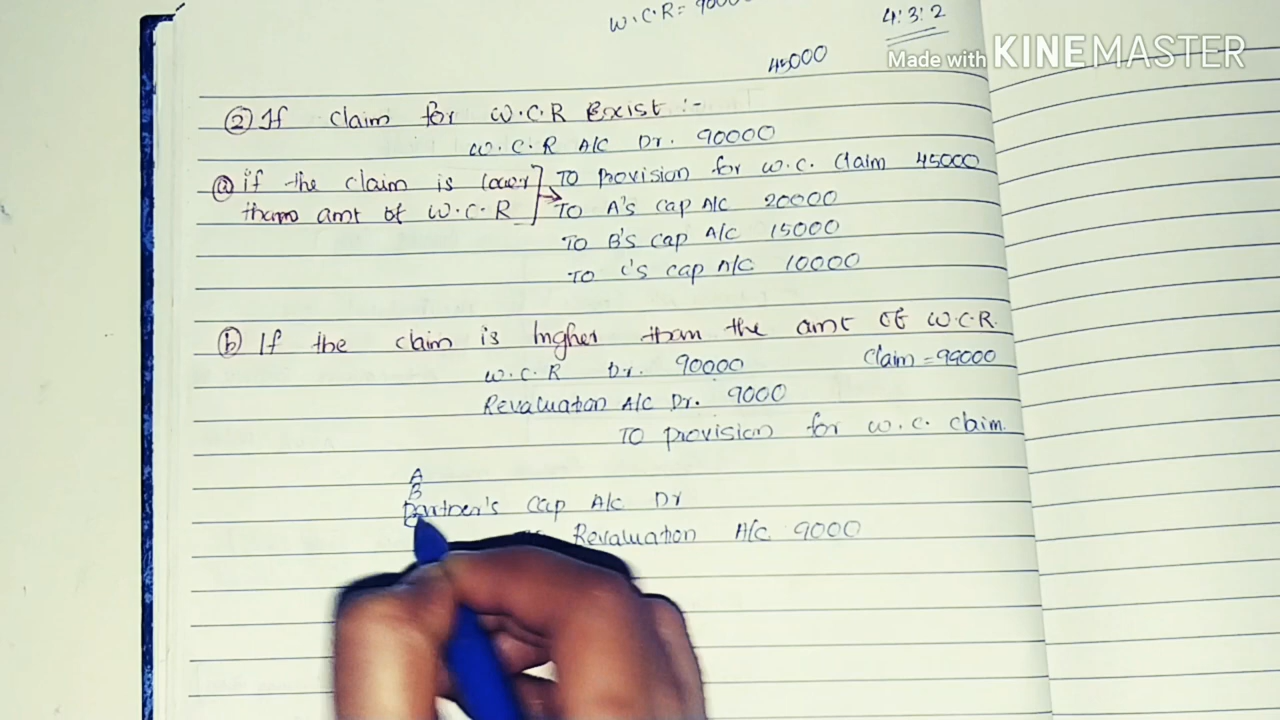 W.C.R = 9000
4:3:2
Made with KINEMASTER
45000
② If claim for W.C.R Exist :-
W.C.R A/C Dr. 90000
ⓐ if the claim is lower TO provision for W.C. Claim 45000
than amt of W.C.R → TO A's cap A/C 20000
TO B's cap A/C 15000
TO C's cap A/C 10000
ⓑ If the claim is higher than the amt of W.C.R.
W.C.R Dr. 90000 Claim = 99000
Revaluation A/C Dr. 9000
TO provision for W.C. Claim.
A
B
Partner's Cap A/C Dr
Revaluation A/C 9000